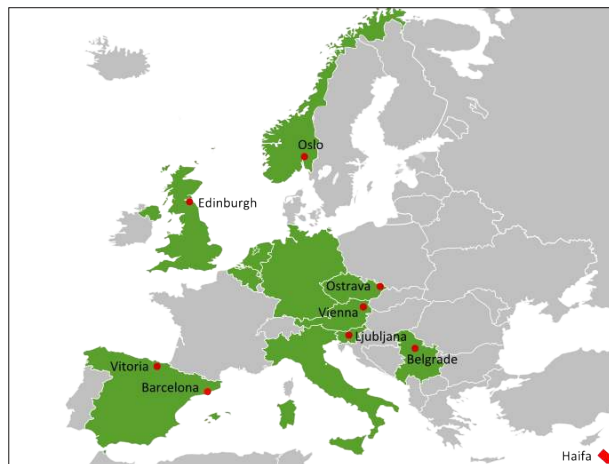 Oslo
Edinburgh
Ostrava
Vienna
Ljubljana
Belgrade
Vitoria
Barcelona
Haifa